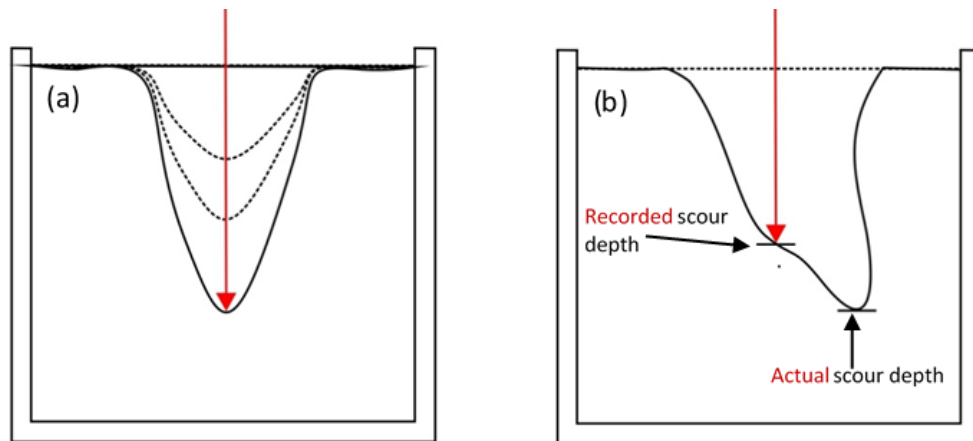 (a)
(b)
Recorded scour
depth
Actual scour depth